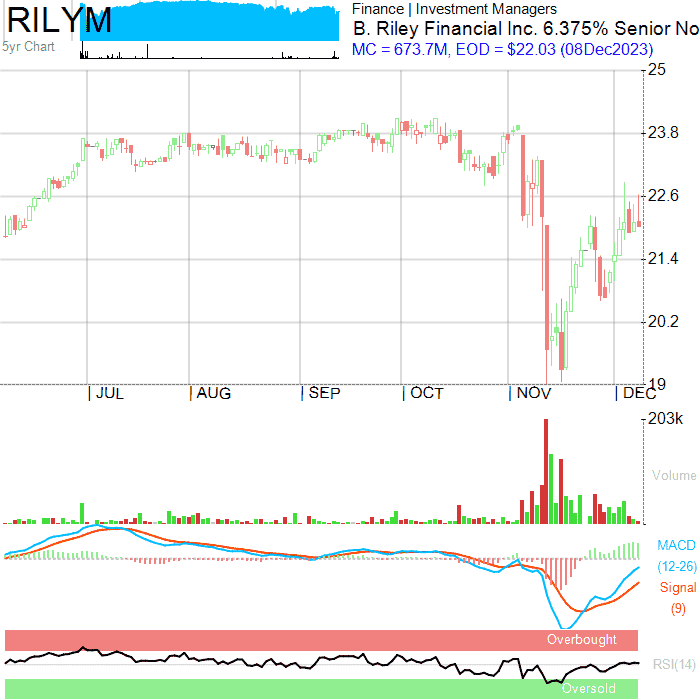 RILYM
5yr Chart
Finance | Investment Managers
B. Riley Financial Inc. 6.375% Senior No
MC = 673.7M, EOD = $22.03 (08Dec2023)
25
23.8
22.6
21.4
20.2
19
JUL AUG SEP OCT NOV DEC
203k
Volume
MACD
(12-26)
Signal
(9)
Overbought
RSI(14)
Oversold